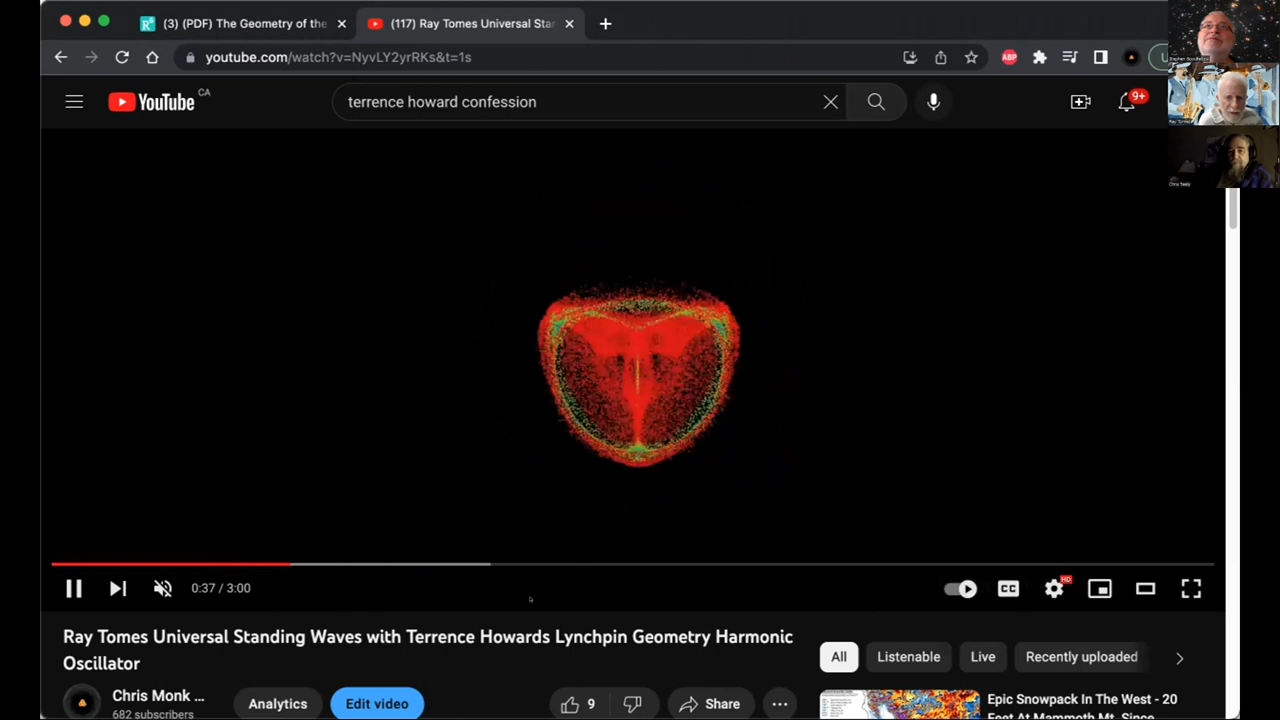 (3) (PDF) The Geometry of the
(117) Ray Tomes Universal Star
youtube.com/watch?v=NyvLY2yrRKs&t=1s
ABP
YouTube CA
terrence howard confession
9+
0:37 / 3:00
CC
HD
Ray Tomes Universal Standing Waves with Terrence Howards Lynchpin Geometry Harmonic
Oscillator
All
Listenable
Live
Recently uploaded
Chris Monk ...
682 subscribers
Analytics
Edit video
9
Share
Epic Snowpack In The West - 20
Feet At Mammoth Mt. Since